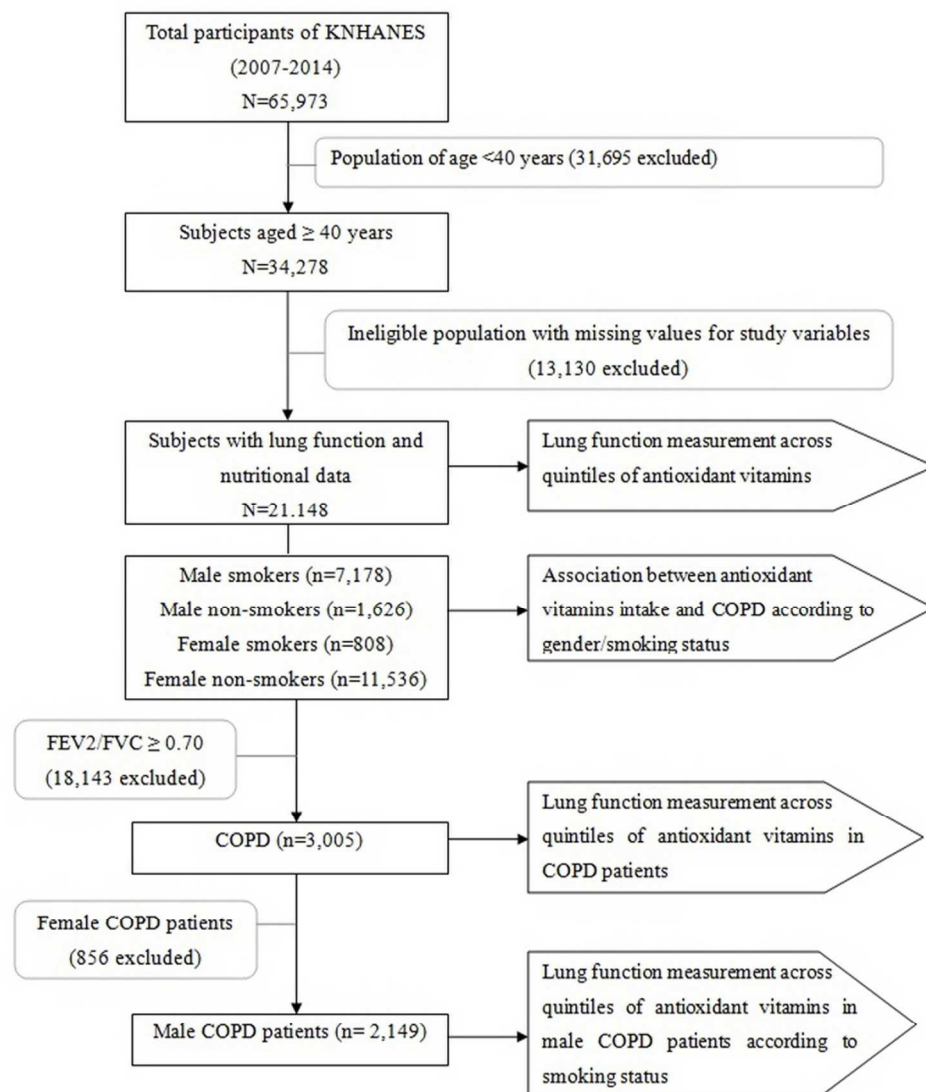 Total participants of KNHANES
(2007-2014)
N=65,973
Population of age <40 years (31,695 excluded)
Subjects aged ≥ 40 years
N=34,278
Ineligible population with missing values for study variables
(13,130 excluded)
Subjects with lung function and
nutritional data
N=21.148
Lung function measurement across
quintiles of antioxidant vitamins
Male smokers (n=7,178)
Male non-smokers (n=1,626)
Female smokers (n=808)
Female non-smokers (n=11,536)
Association between antioxidant
vitamins intake and COPD according to
gender/smoking status
FEV2/FVC ≥ 0.70
(18,143 excluded)
COPD (n=3,005)
Lung function measurement across
quintiles of antioxidant vitamins in
COPD patients
Female COPD patients
(856 excluded)
Male COPD patients (n= 2,149)
Lung function measurement across
quintiles of antioxidant vitamins in
male COPD patients according to
smoking status